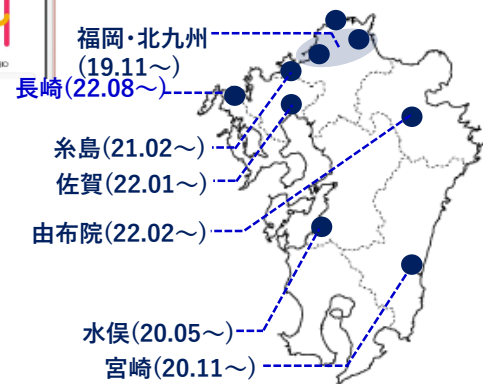 福岡・北九州
(19.11～)
長崎(22.08～)
糸島(21.02～)
佐賀(22.01～)
由布院(22.02～)
水俣(20.05～)
宮崎(20.11～)